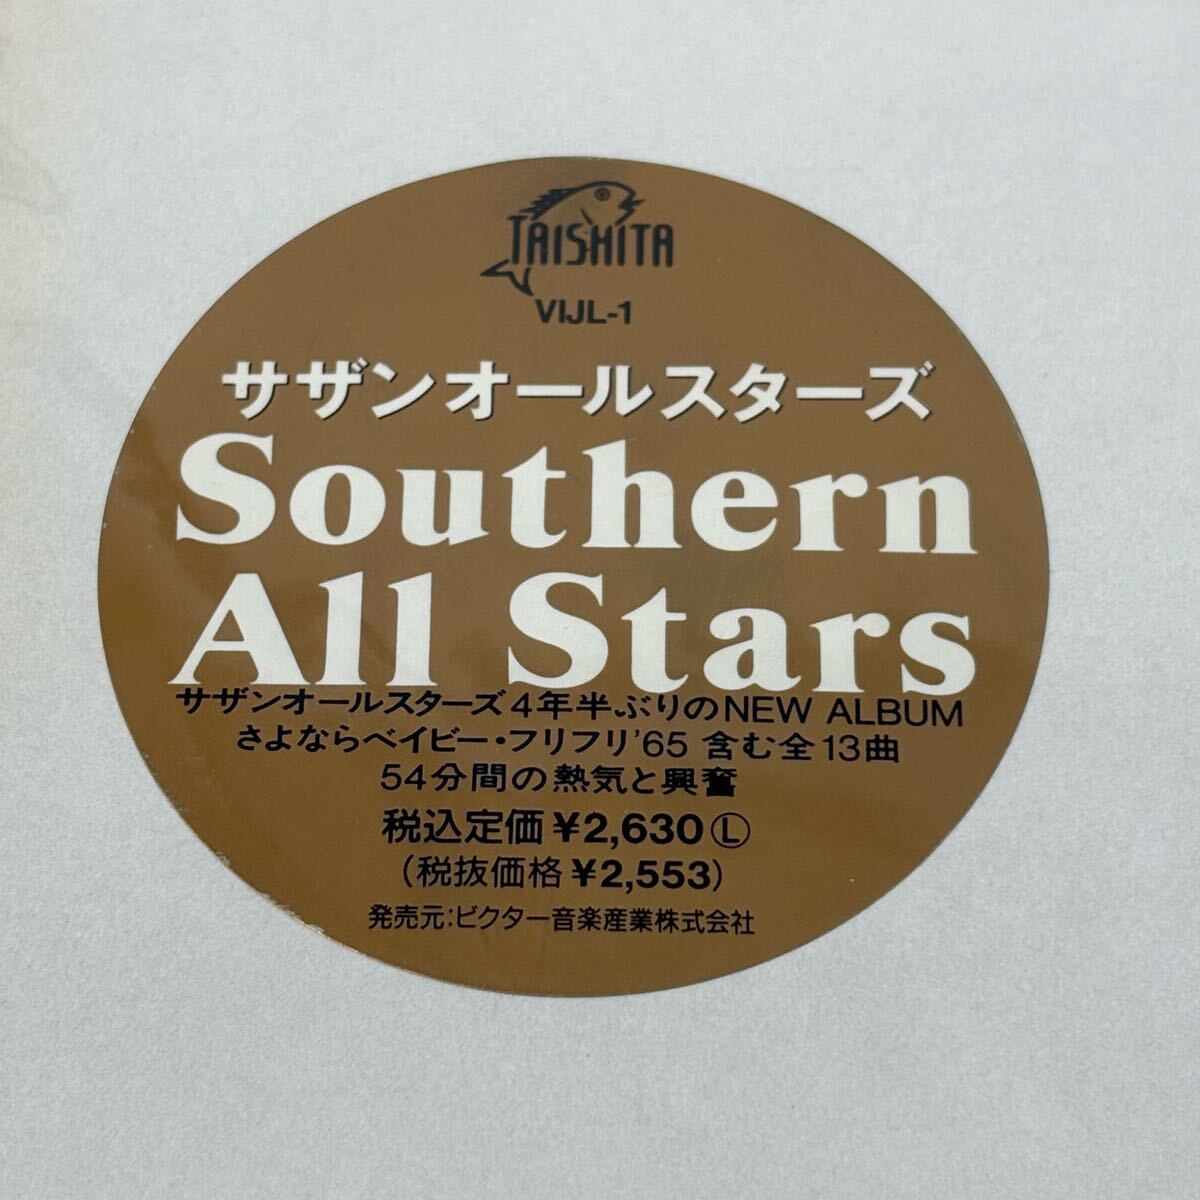 TAISHITA
VIJL-1
サザンオールスターズ
Southern
All Stars
サザンオールスターズ4年半ぶりのNEW ALBUM
さよならベイビー・フリフリ'65 含む全13曲
54分間の熱気と興奮
税込定価¥2,630Ⓛ
(税抜価格¥2,553)
発売元:ビクター音楽産業株式会社